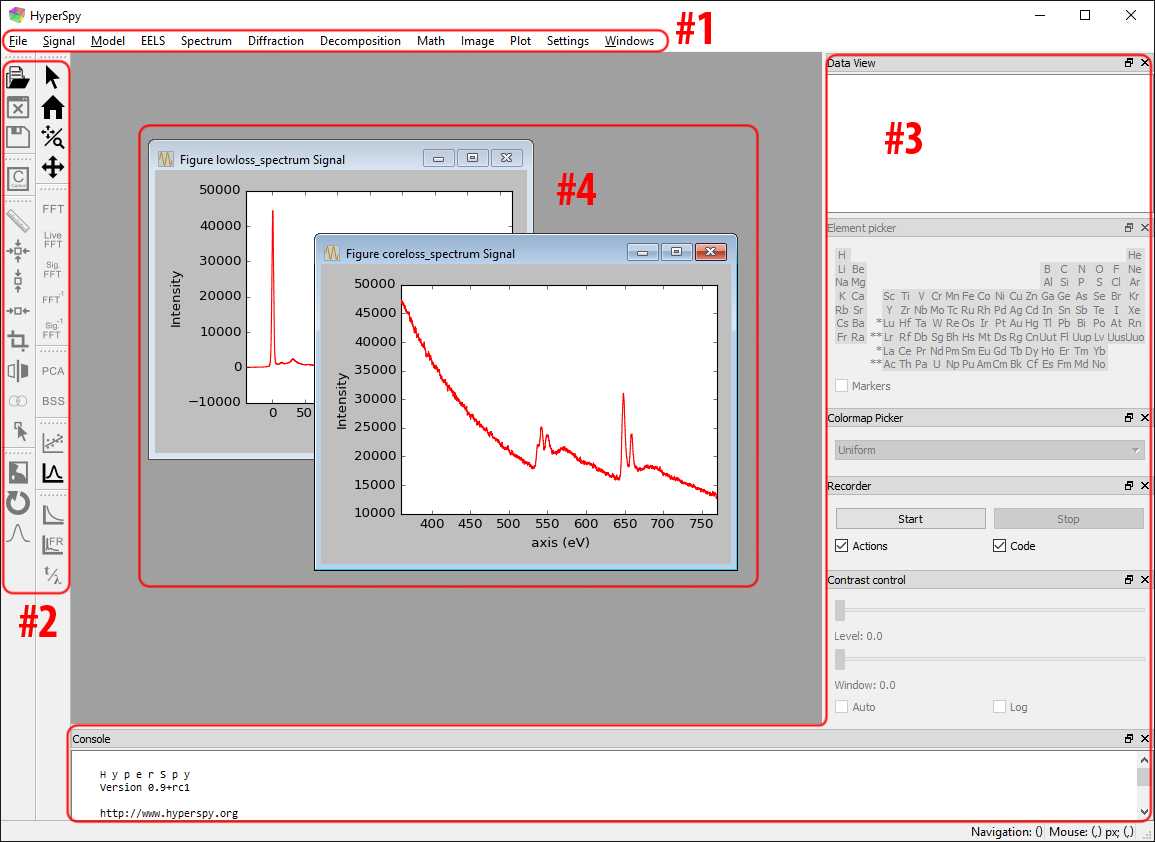 HyperSpy
File Signal Model EELS Spectrum Diffraction Decomposition Math Image Plot Settings Windows
#1
#2
C
Carbon
FFT
Live
FFT
Sig.
FFT
FFT-1
Sig-1
FFT
PCA
BSS
FR
t/λ
#4
Figure lowloss_spectrum Signal
50000
40000
30000
20000
10000
0
−10000
Intensity
0 50
Figure coreloss_spectrum Signal
50000
45000
40000
35000
30000
25000
20000
15000
10000
Intensity
400 450 500 550 600 650 700 750
axis (eV)
Data View
#3
Element picker
H He
Li Be B C N O F Ne
Na Mg Al Si P S Cl Ar
K Ca Sc Ti V Cr Mn Fe Co Ni Cu Zn Ga Ge As Se Br Kr
Rb Sr Y Zr Nb Mo Tc Ru Rh Pd Ag Cd In Sn Sb Te I Xe
Cs Ba * Lu Hf Ta W Re Os Ir Pt Au Hg Tl Pb Bi Po At Rn
Fr Ra ** Lr Rf Db Sg Bh Hs Mt Ds Rg Cn Uut Fl Uup Lv Uus Uuo
* La Ce Pr Nd Pm Sm Eu Gd Tb Dy Ho Er Tm Yb
** Ac Th Pa U Np Pu Am Cm Bk Cf Es Fm Md No
Markers
Colormap Picker
Uniform
Recorder
Start Stop
Actions Code
Contrast control
Level: 0.0
Window: 0.0
Auto Log
Console
H y p e r S p y
Version 0.9+rc1
http://www.hyperspy.org
Navigation: () Mouse: (,) px; (,)